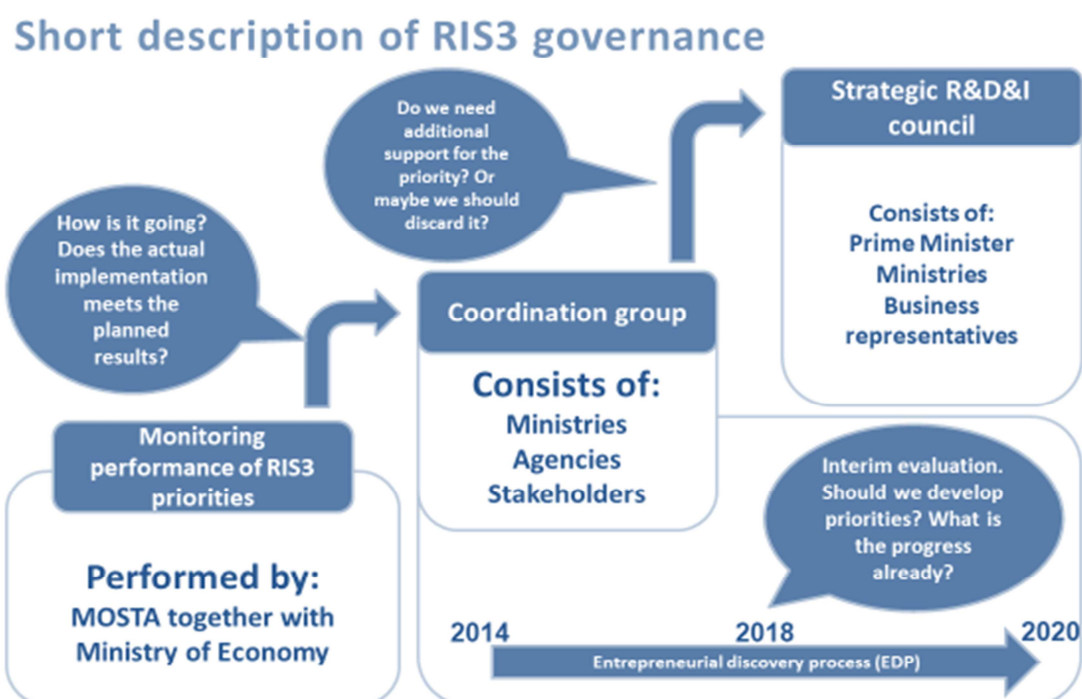 Short description of RIS3 governance
Do we need
additional
support for the
priority? Or
maybe we should
discard it?
Strategic R&D&I
council
Consists of:
Prime Minister
Ministries
Business
representatives
How is it going?
Does the actual
implementation
meets the
planned
results?
Coordination group
Consists of:
Ministries
Agencies
Stakeholders
Monitoring
performance of RIS3
priorities
Performed by:
MOSTA together with
Ministry of Economy
Interim evaluation.
Should we develop
priorities? What is
the progress
already?
2014 2018 2020
Entrepreneurial discovery process (EDP)